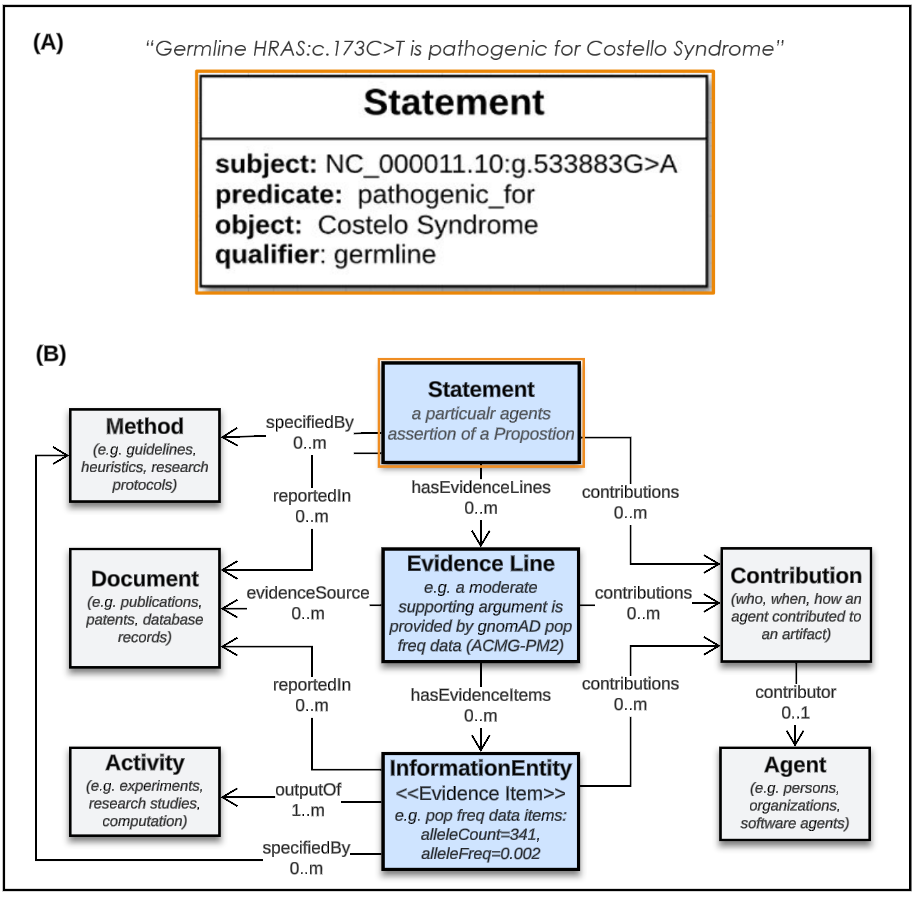 (A)
“Germline HRAS:c.173C>T is pathogenic for Costello Syndrome”
Statement
subject: NC_000011.10:g.533883G>A
predicate: pathogenic_for
object: Costelo Syndrome
qualifier: germline
(B)
Statement
a particualr agents
assertion of a Propostion
Method
(e.g. guidelines,
heuristics, research
protocols)
specifiedBy
0..m
reportedIn
0..m
hasEvidenceLines
0..m
contributions
0..m
Document
(e.g. publications,
patents, database
records)
evidenceSource
0..m
Evidence Line
e.g. a moderate
supporting argument is
provided by gnomAD pop
freq data (ACMG-PM2)
contributions
0..m
Contribution
(who, when, how an
agent contributed to
an artifact)
reportedIn
0..m
hasEvidenceItems
0..m
contributions
0..m
contributor
0..1
Activity
(e.g. experiments,
research studies,
computation)
outputOf
1..m
specifiedBy
0..m
InformationEntity
<<Evidence Item>>
e.g. pop freq data items:
alleleCount=341,
alleleFreq=0.002
Agent
(e.g. persons,
organizations,
software agents)